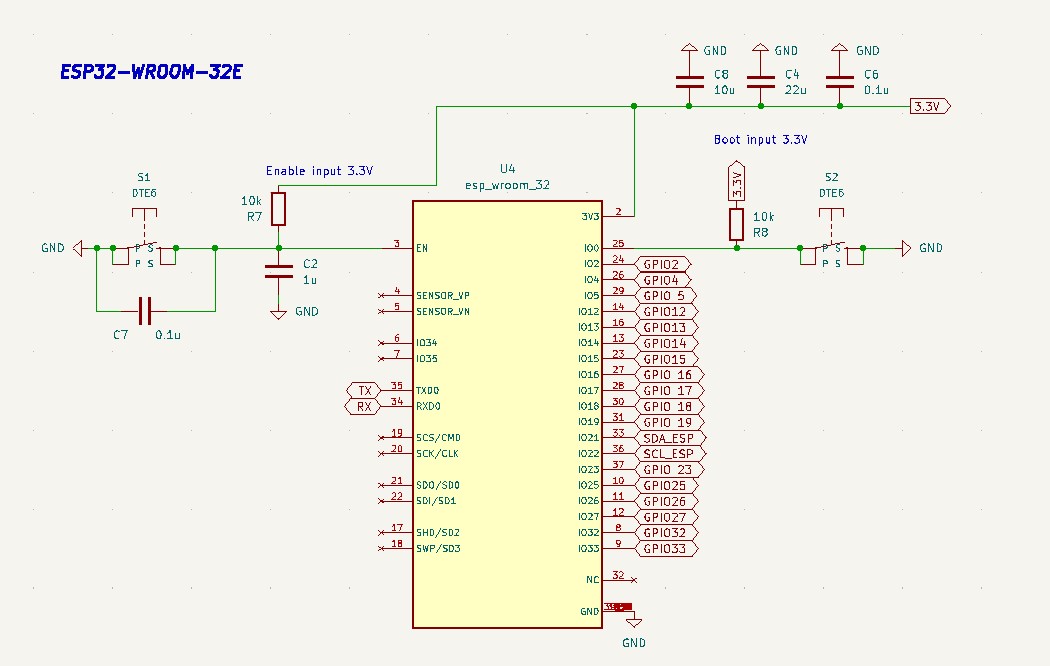 ESP32-WROOM-32E
GND
GND
GND
C8
10u
C4
22u
C6
0.1u
3.3V
Boot input 3.3V
Enable input 3.3V
S1
DTE6
U4
esp_wroom_32
3.3V
S2
DTE6
10k
R7
10k
R8
GND
P S
P S
C2
1u
GND
C7
0.1u
P S
P S
GND
3 EN
4 SENSOR_VP
5 SENSOR_VN
6 IO34
7 IO35
TX 35 TXD0
RX 34 RXD0
19 SCS/CMD
20 SCK/CLK
21 SDO/SD0
22 SDI/SD1
17 SHD/SD2
18 SWP/SD3
3V3 2
IO0 25
IO2 24 GPIO2
IO4 26 GPIO4
IO5 29 GPIO 5
IO12 14 GPIO12
IO13 16 GPIO13
IO14 13 GPIO14
IO15 23 GPIO15
IO16 27 GPIO 16
IO17 28 GPIO 17
IO18 30 GPIO 18
IO19 31 GPIO 19
IO21 33 SDA_ESP
IO22 36 SCL_ESP
IO23 37 GPIO 23
IO25 10 GPIO25
IO26 11 GPIO26
IO27 12 GPIO27
IO32 8 GPIO32
IO33 9 GPIO33
NC 32
GND
GND